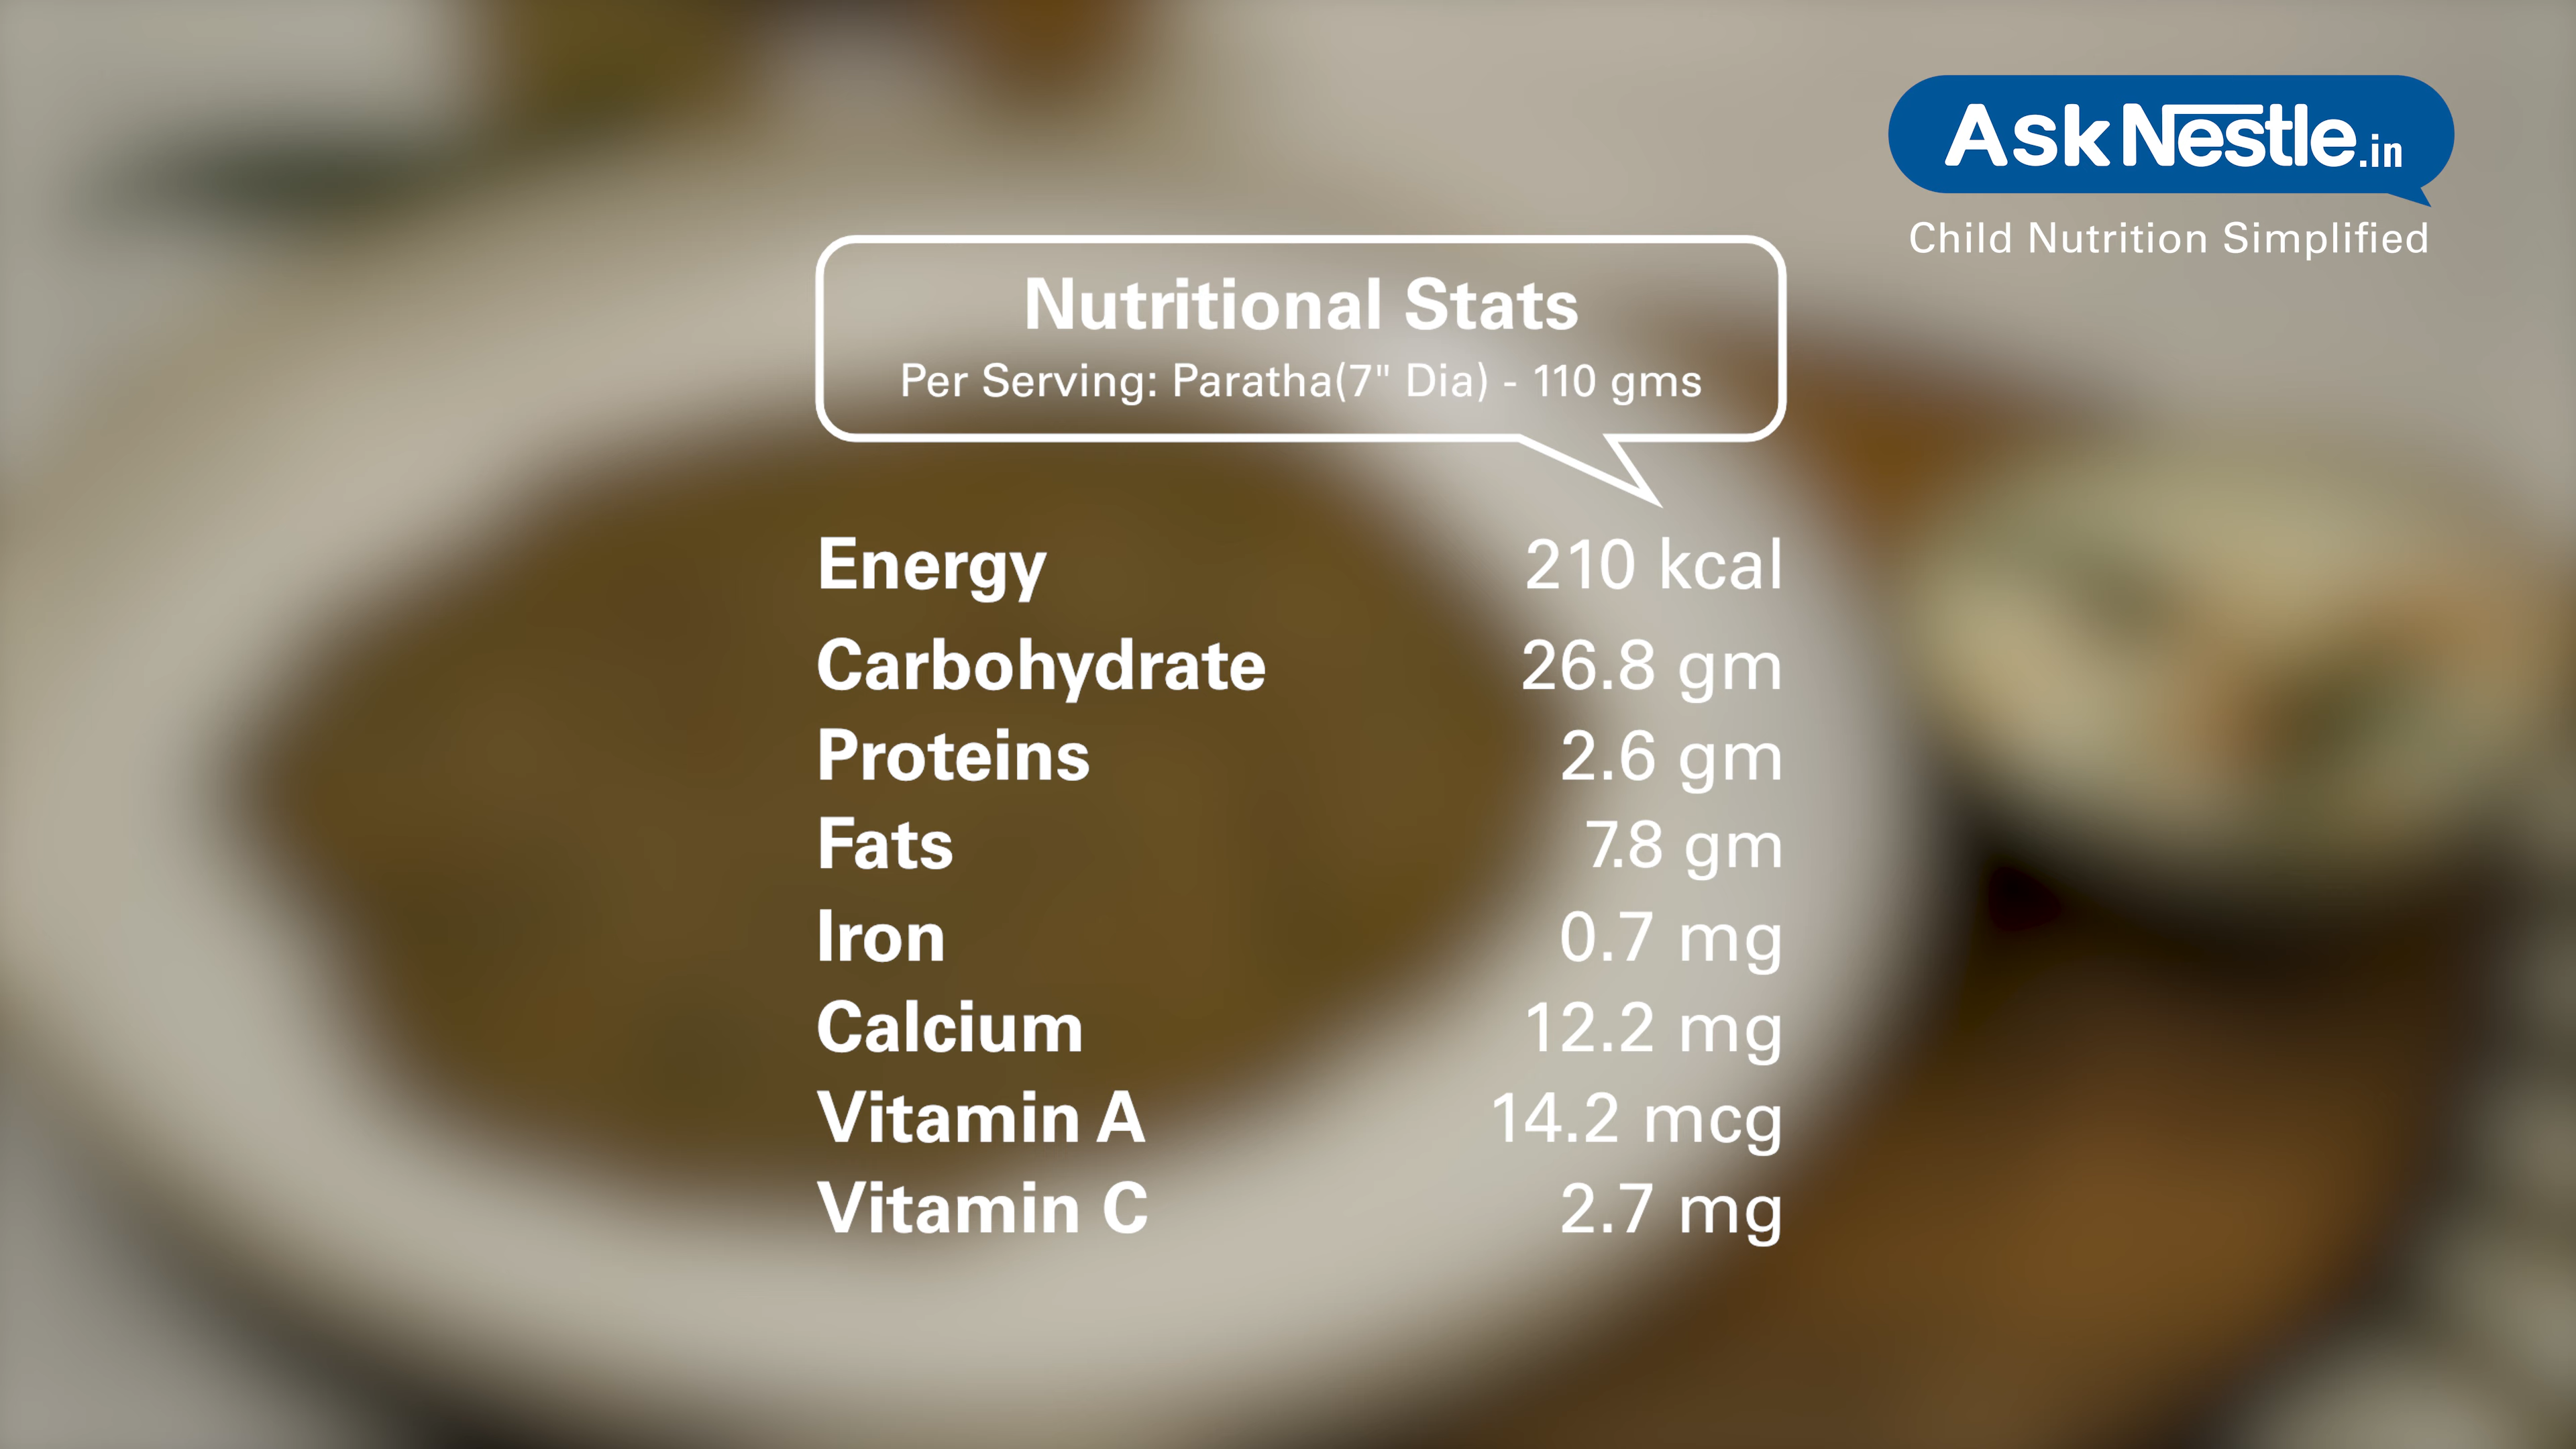 AskNestle.in
Child Nutrition Simplified
Nutritional Stats
Per Serving: Paratha(7" Dia) - 110 gms
Energy 210 kcal
Carbohydrate 26.8 gm
Proteins 2.6 gm
Fats 7.8 gm
Iron 0.7 mg
Calcium 12.2 mg
Vitamin A 14.2 mcg
Vitamin C 2.7 mg